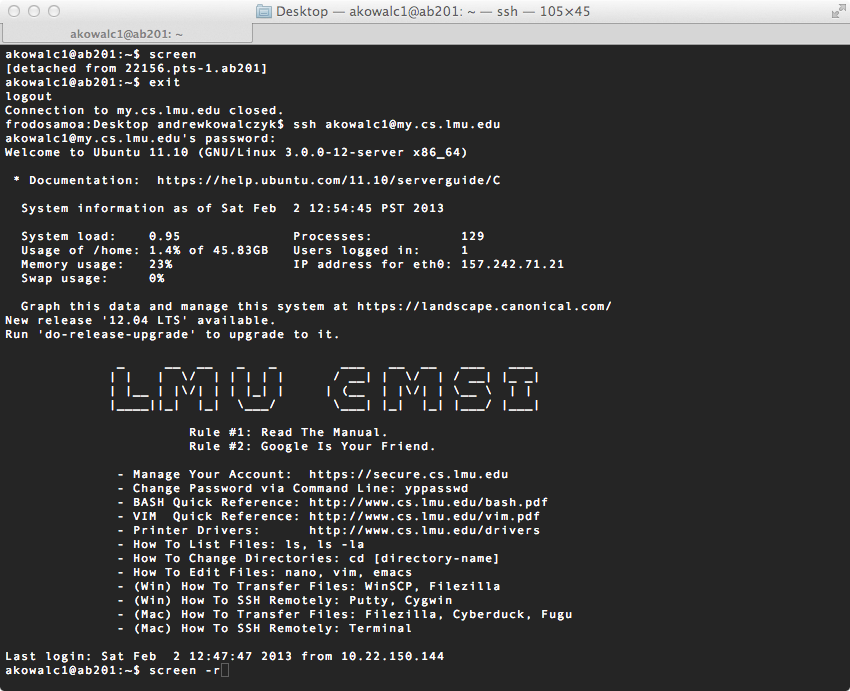 Desktop — akowalc1@ab201: ~ — ssh — 105×45
akowalc1@ab201: ~
akowalc1@ab201:~$ screen
[detached from 22156.pts-1.ab201]
akowalc1@ab201:~$ exit
logout
Connection to my.cs.lmu.edu closed.
frodosamoa:Desktop andrewkowalczyk$ ssh akowalc1@my.cs.lmu.edu
akowalc1@my.cs.lmu.edu's password:
Welcome to Ubuntu 11.10 (GNU/Linux 3.0.0-12-server x86_64)
* Documentation:  https://help.ubuntu.com/11.10/serverguide/C
System information as of Sat Feb  2 12:54:45 PST 2013
System load:    0.95              Processes:           129
Usage of /home: 1.4% of 45.83GB   Users logged in:     1
Memory usage:   23%               IP address for eth0: 157.242.71.21
Swap usage:     0%
Graph this data and manage this system at https://landscape.canonical.com/
New release '12.04 LTS' available.
Run 'do-release-upgrade' to upgrade to it.
LMU CMSI
Rule #1: Read The Manual.
Rule #2: Google Is Your Friend.
- Manage Your Account:  https://secure.cs.lmu.edu
- Change Password via Command Line: yppasswd
- BASH Quick Reference: http://www.cs.lmu.edu/bash.pdf
- VIM  Quick Reference: http://www.cs.lmu.edu/vim.pdf
- Printer Drivers:      http://www.cs.lmu.edu/drivers
- How To List Files: ls, ls -la
- How To Change Directories: cd [directory-name]
- How To Edit Files: nano, vim, emacs
- (Win) How To Transfer Files: WinSCP, Filezilla
- (Win) How To SSH Remotely: Putty, Cygwin
- (Mac) How To Transfer Files: Filezilla, Cyberduck, Fugu
- (Mac) How To SSH Remotely: Terminal
Last login: Sat Feb  2 12:47:47 2013 from 10.22.150.144
akowalc1@ab201:~$ screen -r